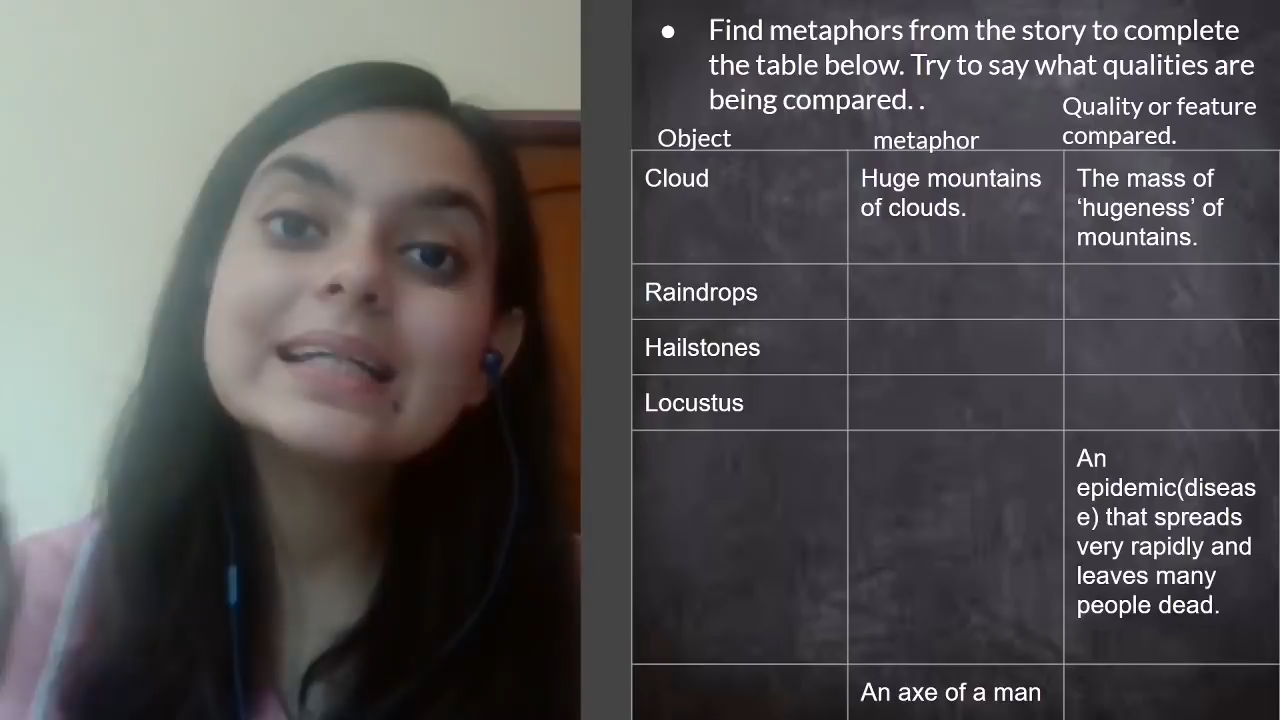 ● Find metaphors from the story to complete
the table below. Try to say what qualities are
being compared. .
Object
metaphor
Quality or feature
compared.
Cloud
Huge mountains
of clouds.
The mass of
‘hugeness’ of
mountains.
Raindrops
Hailstones
Locustus
An
epidemic(diseas
e) that spreads
very rapidly and
leaves many
people dead.
An axe of a man